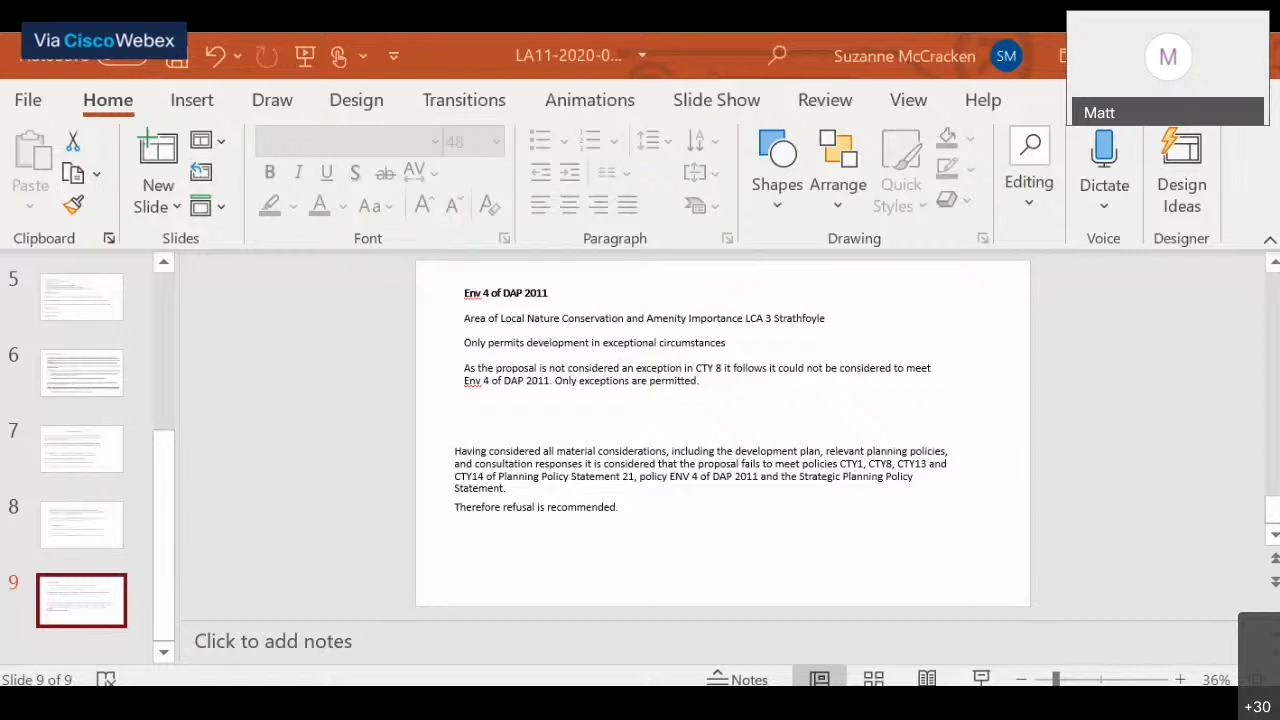 Via Cisco Webex
LA11-2020-0...
Suzanne McCracken
SM
M
Matt
File
Home
Insert
Draw
Design
Transitions
Animations
Slide Show
Review
View
Help
48
Paste
New
Slide
Shapes
Arrange
Quick
Styles
Editing
Dictate
Design
Ideas
Clipboard
Slides
Font
Paragraph
Drawing
Voice
Designer
5
6
7
8
9
Env 4 of DAP 2011
Area of Local Nature Conservation and Amenity Importance LCA 3 Strathfoyle
Only permits development in exceptional circumstances
As the proposal is not considered an exception in CTY 8 it follows it could not be considered to meet
Env 4 of DAP 2011. Only exceptions are permitted.
Having considered all material considerations, including the development plan, relevant planning policies,
and consultation responses it is considered that the proposal fails to meet policies CTY1, CTY8, CTY13 and
CTY14 of Planning Policy Statement 21, policy ENV 4 of DAP 2011 and the Strategic Planning Policy
Statement.
Therefore refusal is recommended.
Click to add notes
Slide 9 of 9
Notes
36%
+30